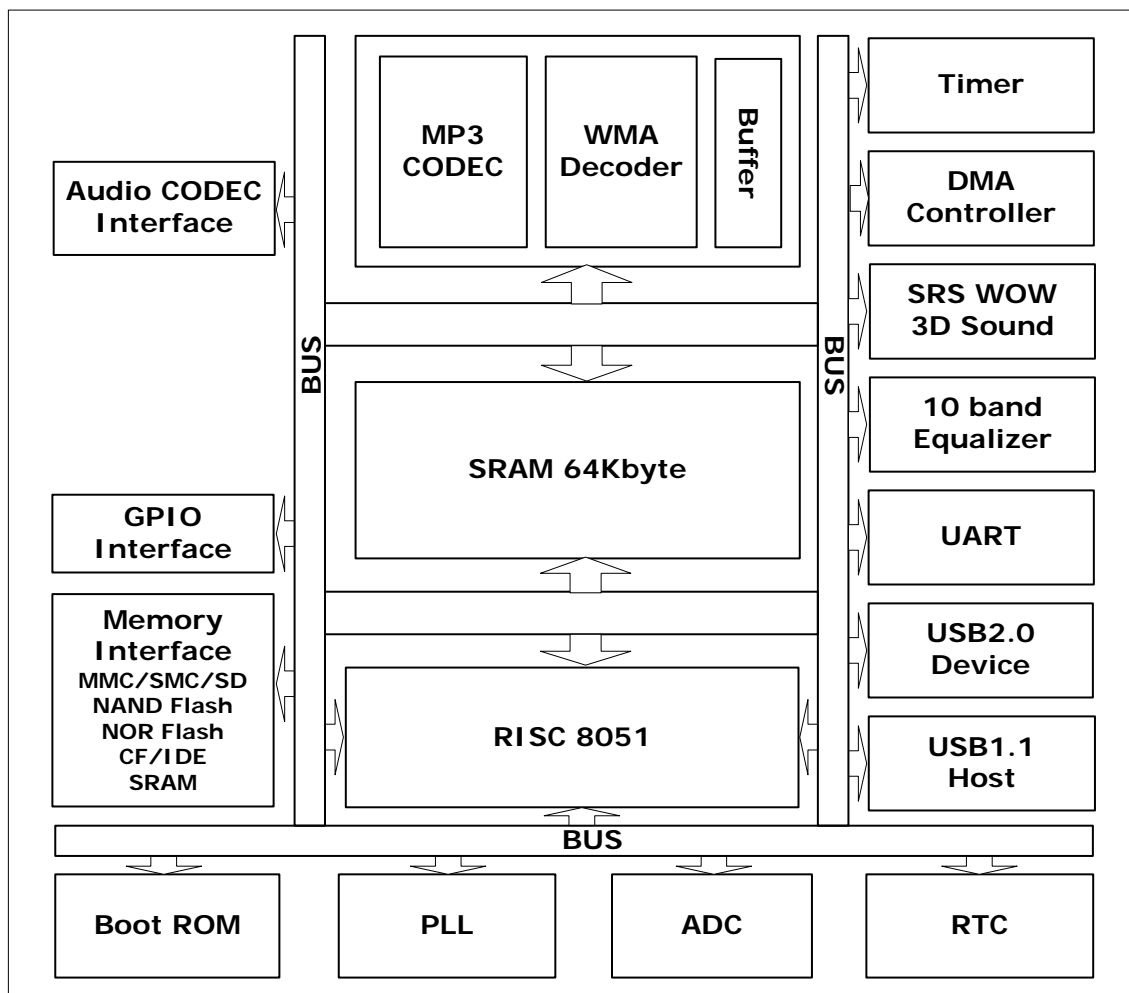 MP3
CODEC
WMA
Decoder
Buffer
Timer
Audio CODEC
Interface
DMA
Controller
SRS WOW
3D Sound
BUS
BUS
10 band
Equalizer
SRAM 64Kbyte
GPIO
Interface
UART
Memory
Interface
MMC/SMC/SD
NAND Flash
NOR Flash
CF/IDE
SRAM
USB2.0
Device
RISC 8051
USB1.1
Host
BUS
Boot ROM
PLL
ADC
RTC